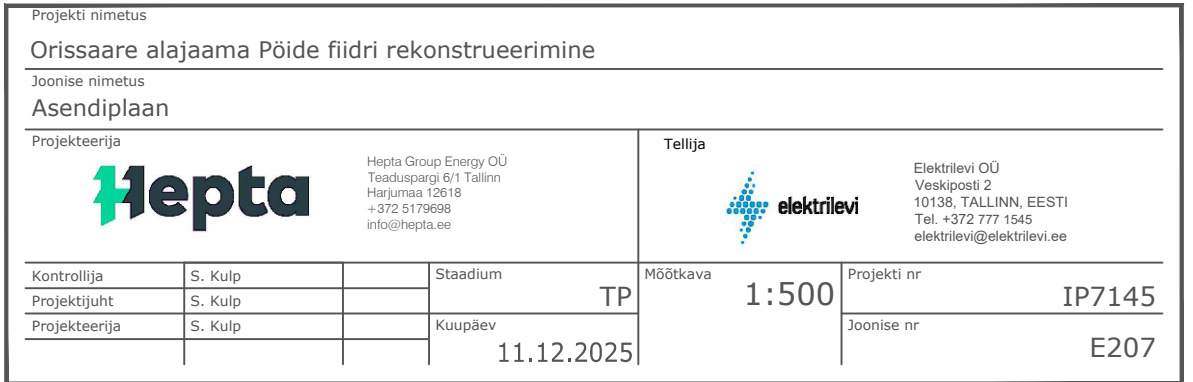 Projekti nimetus
Orissaare alajaama Pöide fiidri rekonstrueerimine
Joonise nimetus
Asendiplaan
Projekteerija
Hepta
Hepta Group Energy OÜ
Teaduspargi 6/1 Tallinn
Harjumaa 12618
+372 5179698
info@hepta.ee
Tellija
elektrilevi
Elektrilevi OÜ
Veskiposti 2
10138, TALLINN, EESTI
Tel. +372 777 1545
elektrilevi@elektrilevi.ee
Kontrollija S. Kulp
Projektijuht S. Kulp
Projekteerija S. Kulp
Staadium
TP
Kuupäev
11.12.2025
Mõõtkava
1:500
Projekti nr
IP7145
Joonise nr
E207